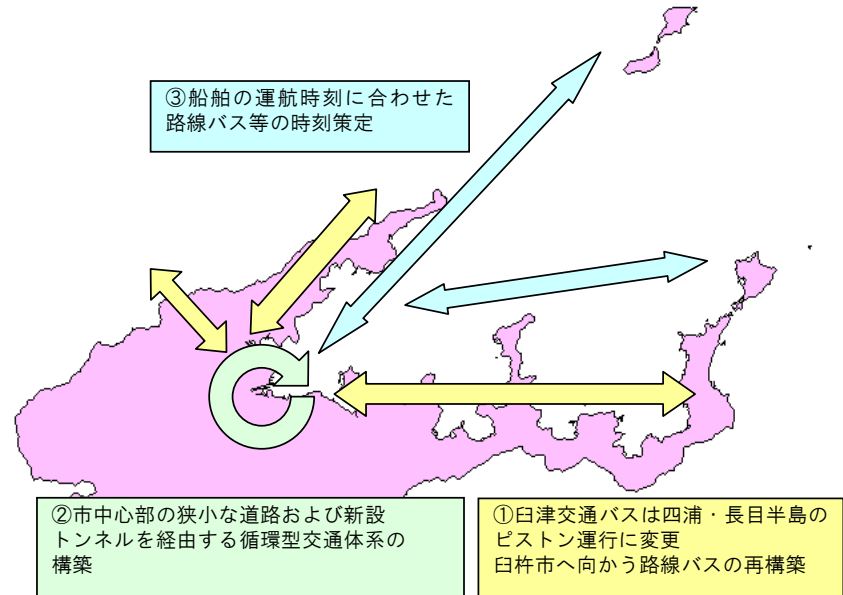 ③船舶の運航時刻に合わせた
路線バス等の時刻策定
②市中心部の狭小な道路および新設
トンネルを経由する循環型交通体系の
構築
①臼津交通バスは四浦・長目半島の
ピストン運行に変更
臼杵市へ向かう路線バスの再構築